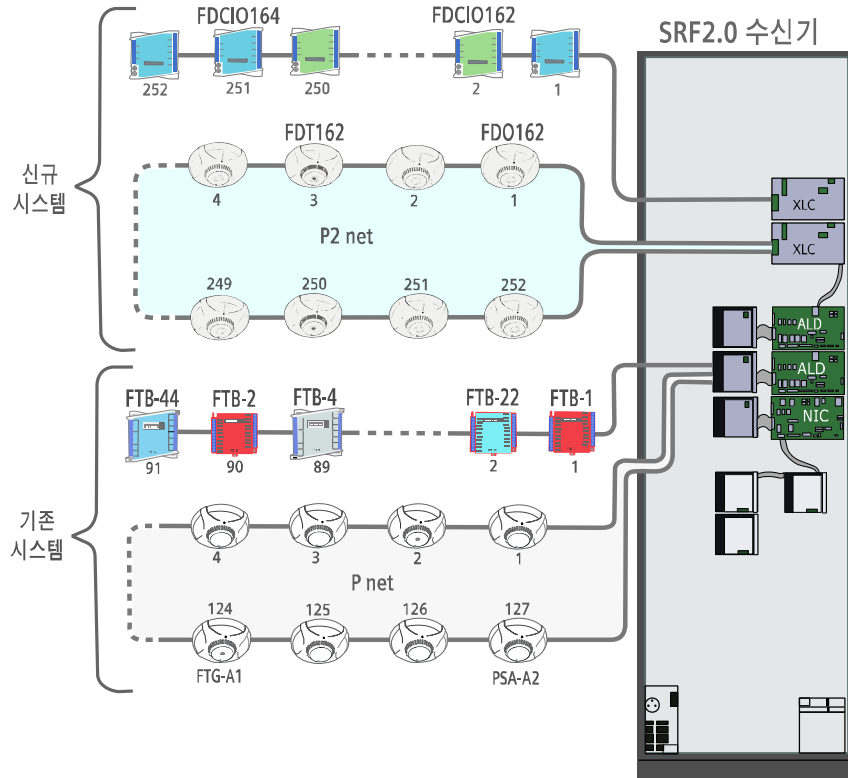 SRF2.0 수신기
FDCIO164
FDCIO162
252
251
250
2
1
신규
시스템
FDT162
FDO162
4
3
2
1
P2 net
249
250
251
252
XLC
XLC
ALD
ALD
NIC
FTB-44
FTB-2
FTB-4
FTB-22
FTB-1
91
90
89
2
1
기존
시스템
4
3
2
1
P net
124
125
126
127
FTG-A1
PSA-A2